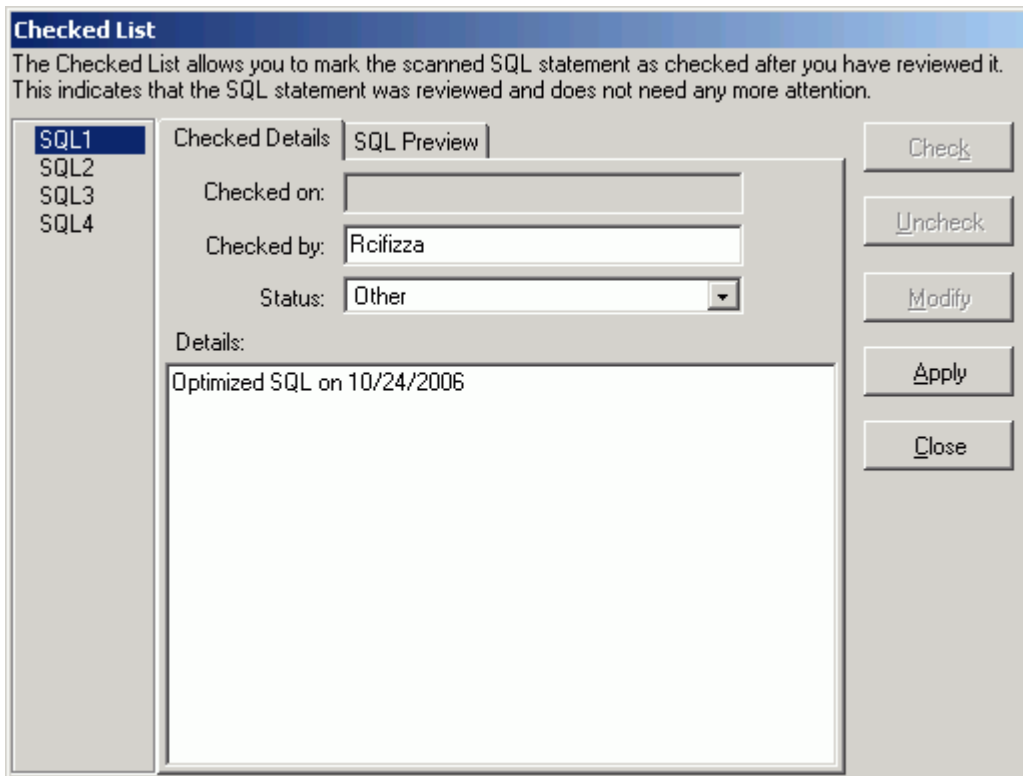 Checked List
The Checked List allows you to mark the scanned SQL statement as checked after you have reviewed it.
This indicates that the SQL statement was reviewed and does not need any more attention.
SQL1
SQL2
SQL3
SQL4
Checked Details
SQL Preview
Checked on:
Checked by:
Rcifizza
Status:
Other
Details:
Optimized SQL on 10/24/2006
Check
Uncheck
Modify
Apply
Close